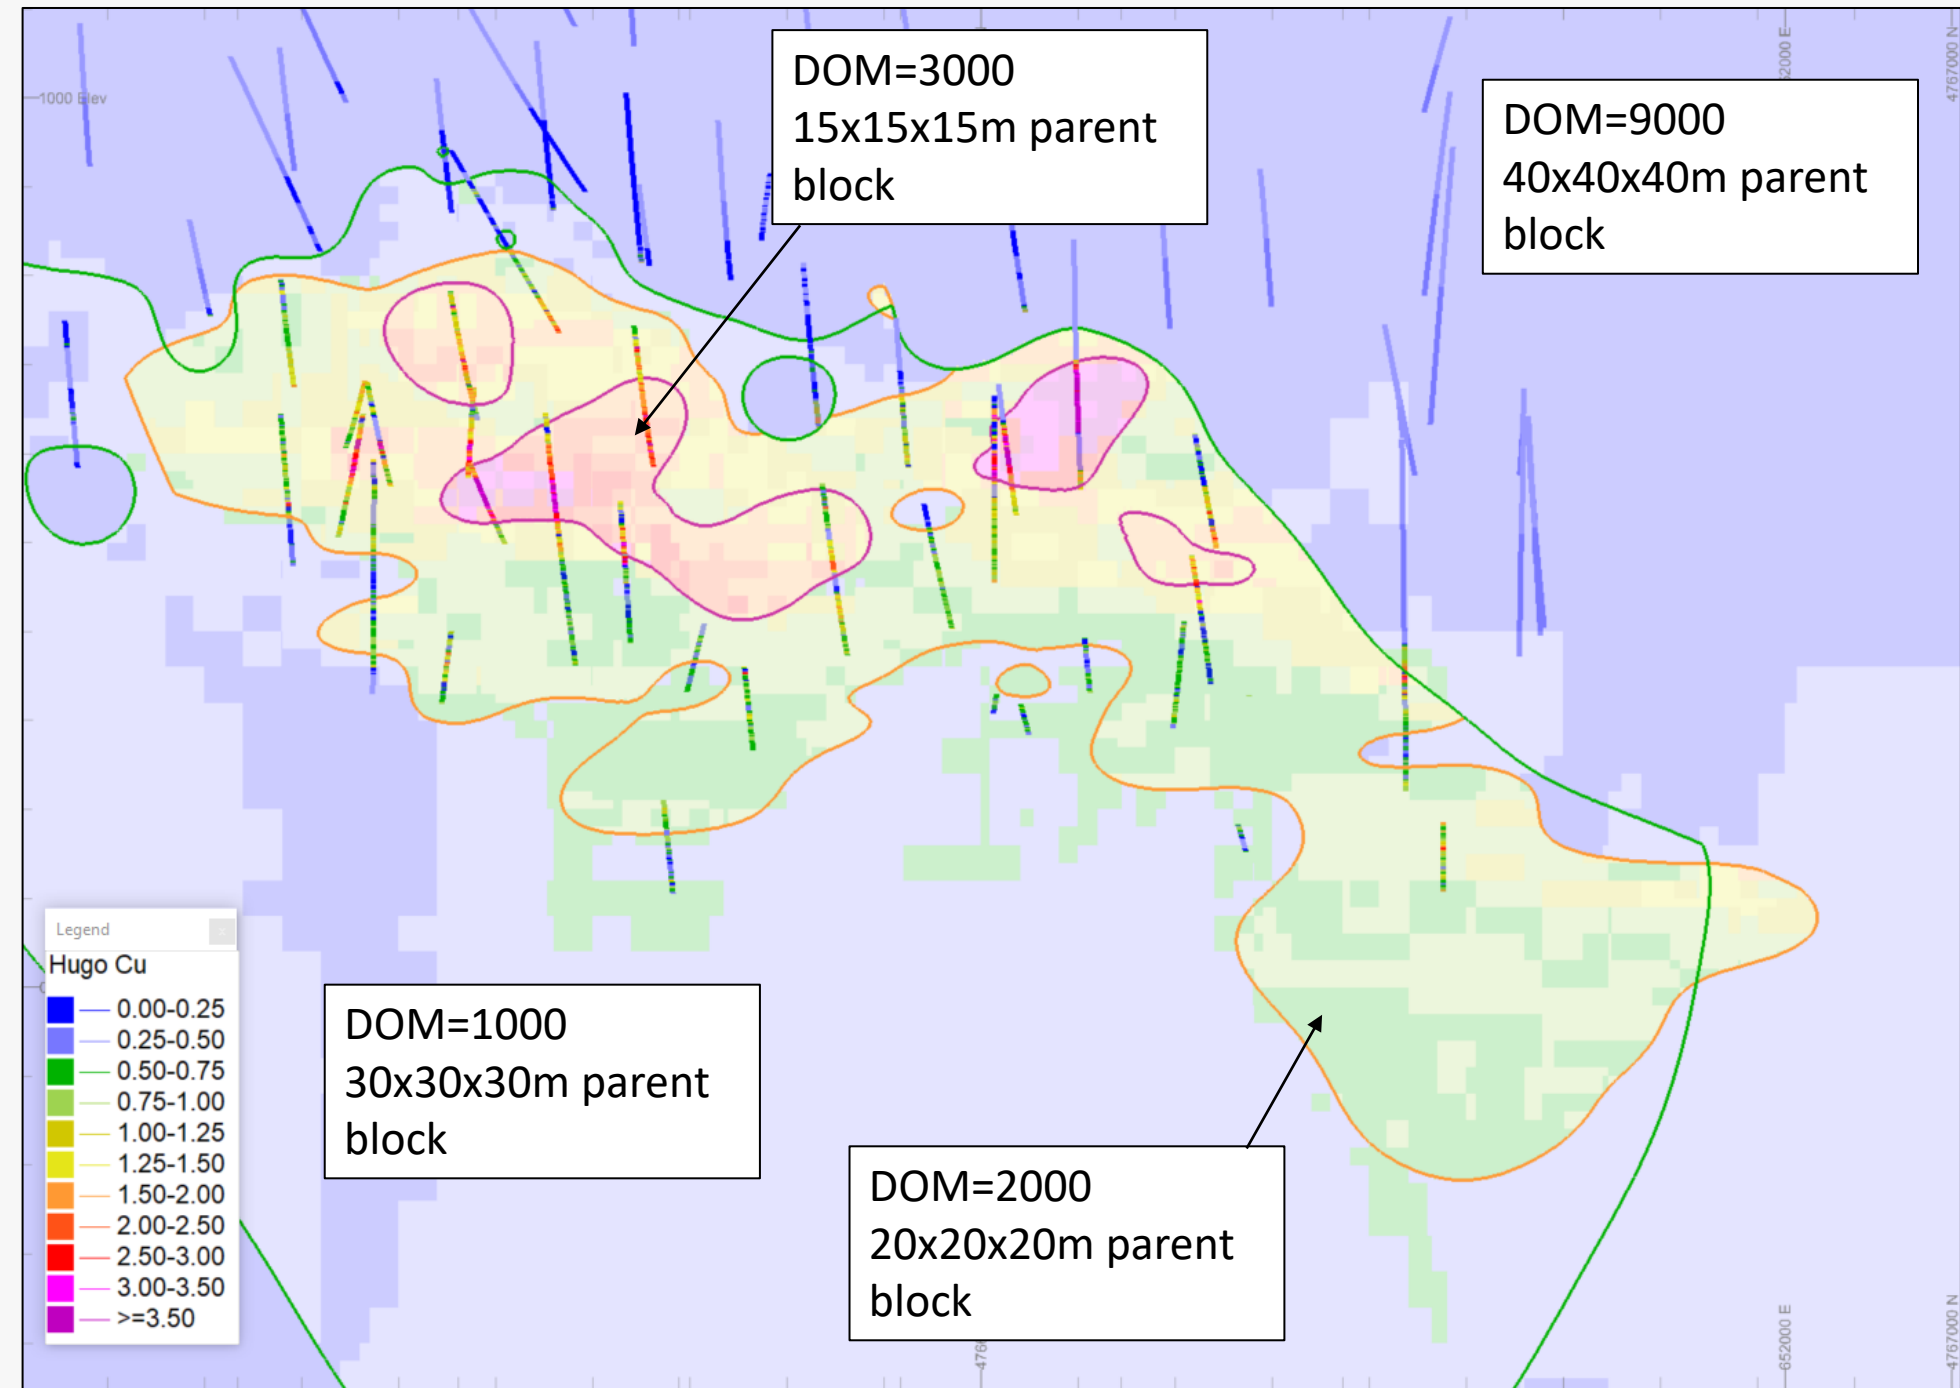 DOM=3000
15x15x15m parent
block
DOM=9000
40x40x40m parent
block
1000 Elev
4767000 N
DOM=1000
30x30x30m parent
block
DOM=2000
20x20x20m parent
block
Legend
Hugo Cu
0.00-0.25
0.25-0.50
0.50-0.75
0.75-1.00
1.00-1.25
1.25-1.50
1.50-2.00
2.00-2.50
2.50-3.00
3.00-3.50
>=3.50
652000 E
4767000 N